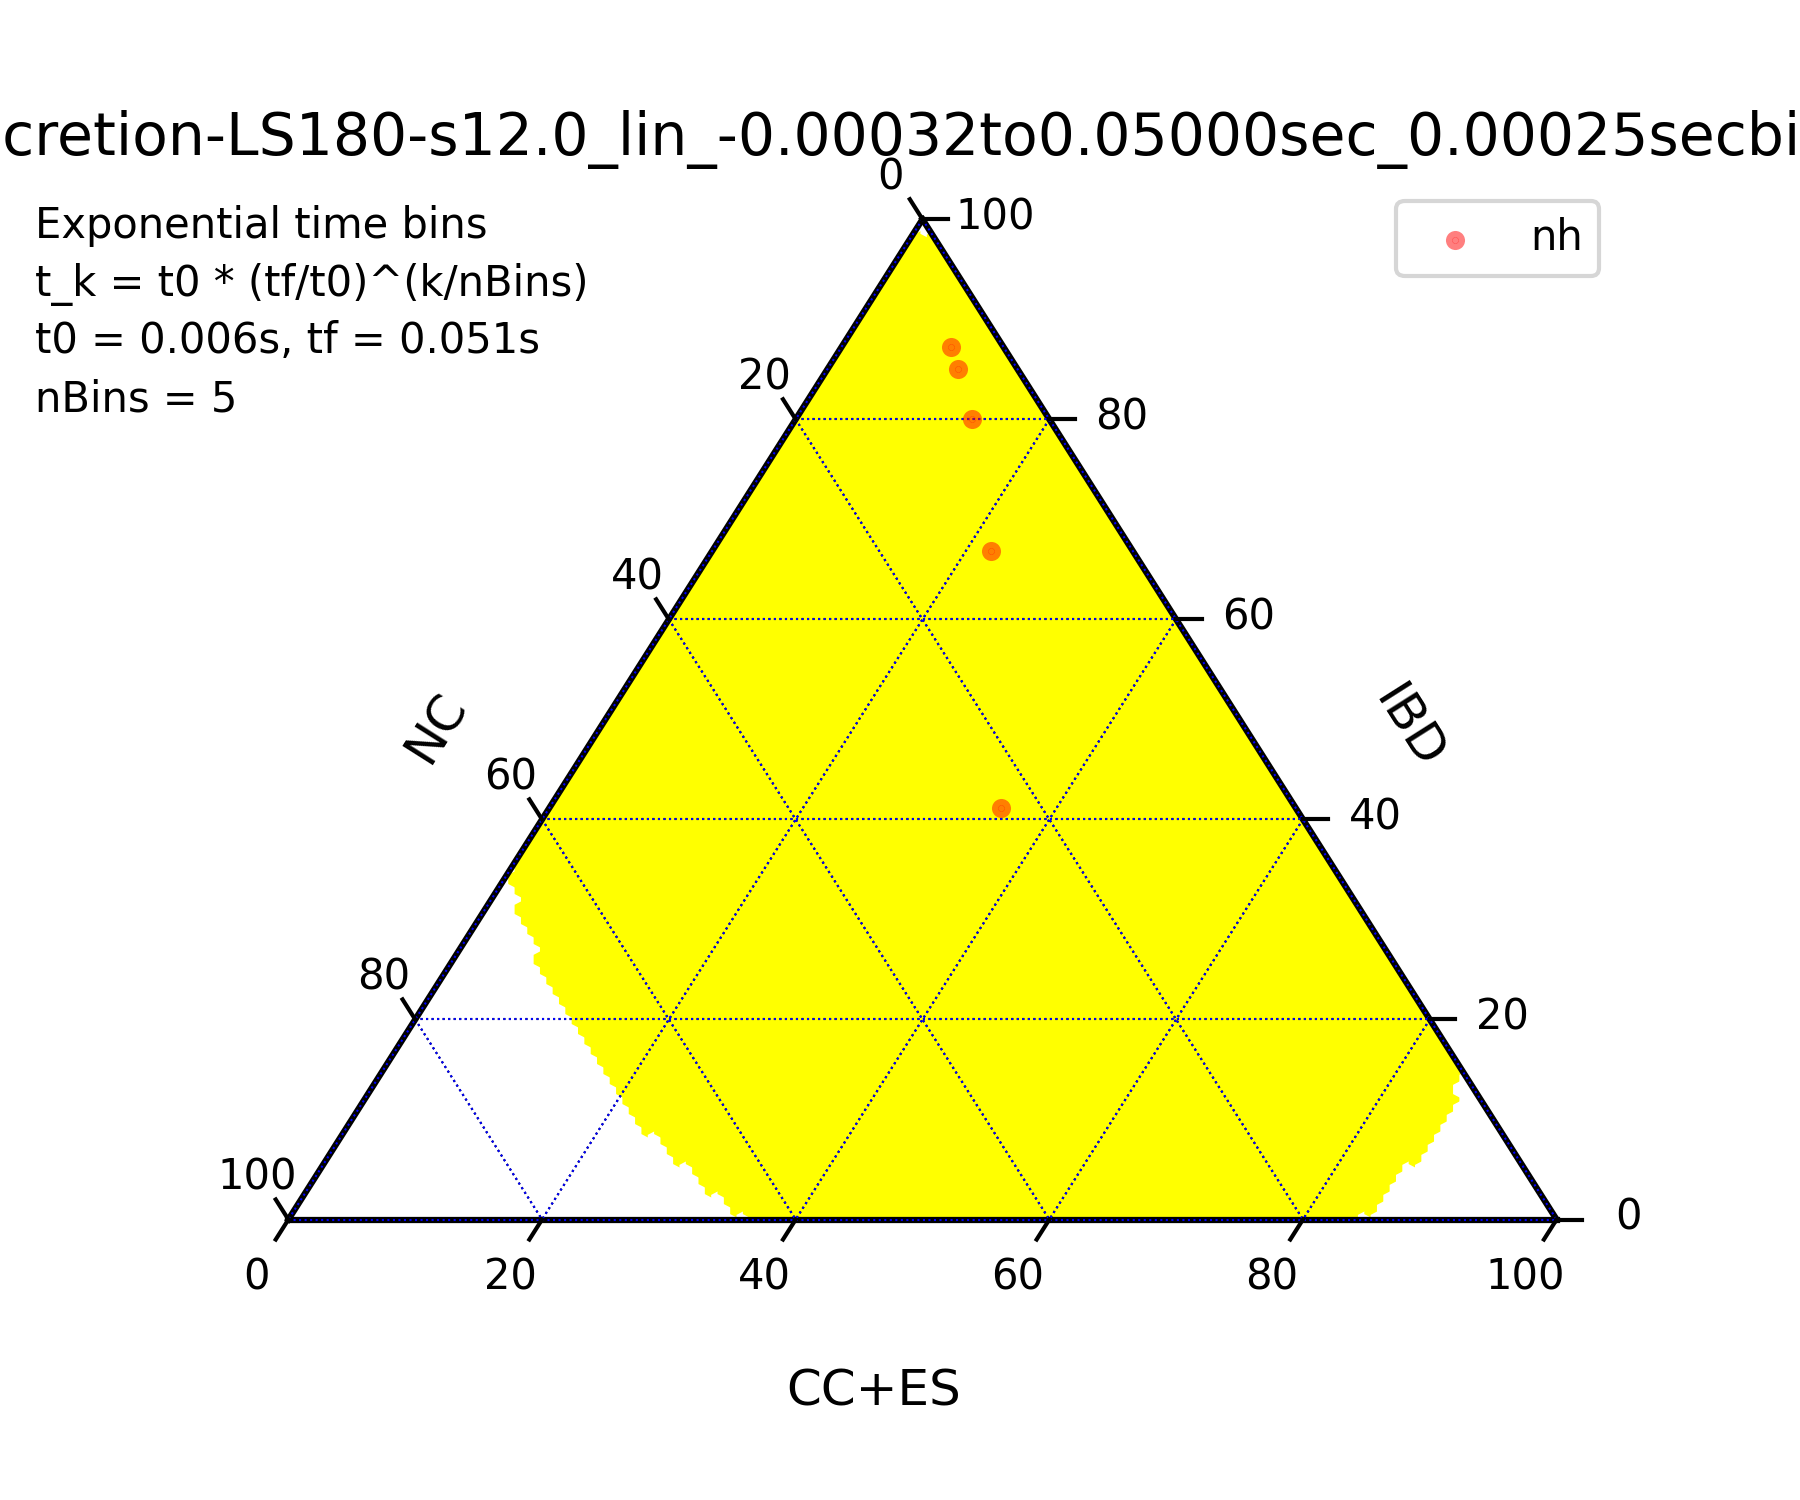 cretion-LS180-s12.0_lin_-0.00032to0.05000sec_0.00025secbi
Exponential time bins
t_k = t0 * (tf/t0)^(k/nBins)
t0 = 0.006s, tf = 0.051s
nBins = 5
nh
0
100
20
80
40
60
NC
IBD
60
40
80
20
100
0
0
20
40
60
80
100
CC+ES